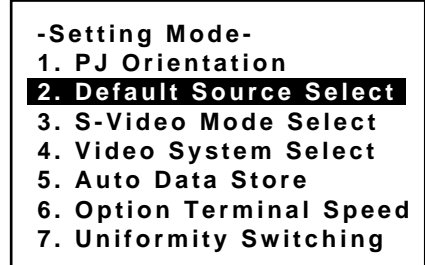 -Setting Mode-
1. PJ Orientation
2. Default Source Select
3. S-Video Mode Select
4. Video System Select
5. Auto Data Store
6. Option Terminal Speed
7. Uniformity Switching